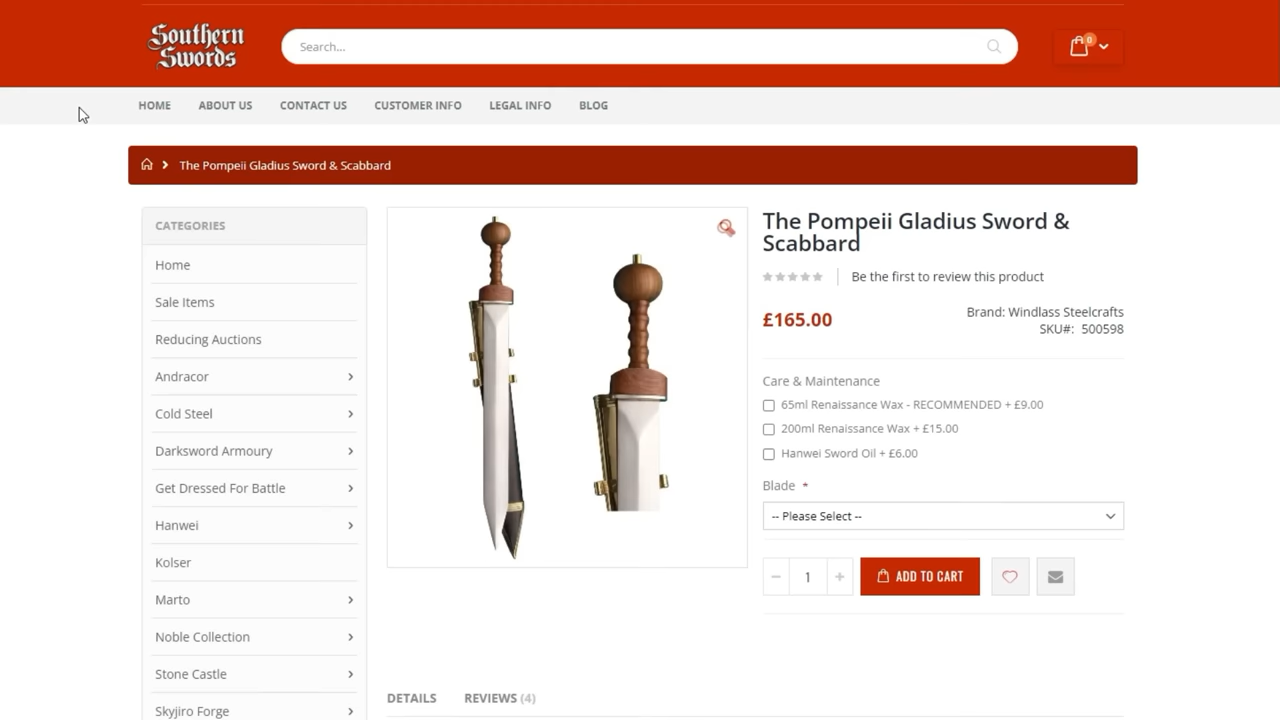 Southern
Swords
Search...
0
HOME
ABOUT US
CONTACT US
CUSTOMER INFO
LEGAL INFO
BLOG
The Pompeii Gladius Sword & Scabbard
CATEGORIES
Home
Sale Items
Reducing Auctions
Andracor
Cold Steel
Darksword Armoury
Get Dressed For Battle
Hanwei
Kolser
Marto
Noble Collection
Stone Castle
Skyjiro Forge
The Pompeii Gladius Sword &
Scabbard
Be the first to review this product
£165.00
Brand: Windlass Steelcrafts
SKU#: 500598
Care & Maintenance
65ml Renaissance Wax - RECOMMENDED + £9.00
200ml Renaissance Wax + £15.00
Hanwei Sword Oil + £6.00
Blade *
-- Please Select --
1
ADD TO CART
DETAILS
REVIEWS (4)